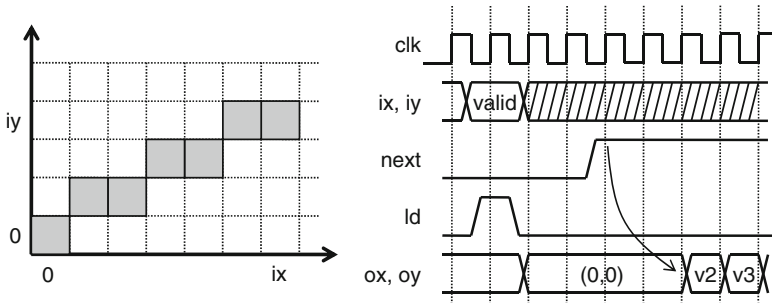 iy
0
0
ix
clk
ix, iy
valid
next
ld
ox, oy
(0,0)
v2
v3